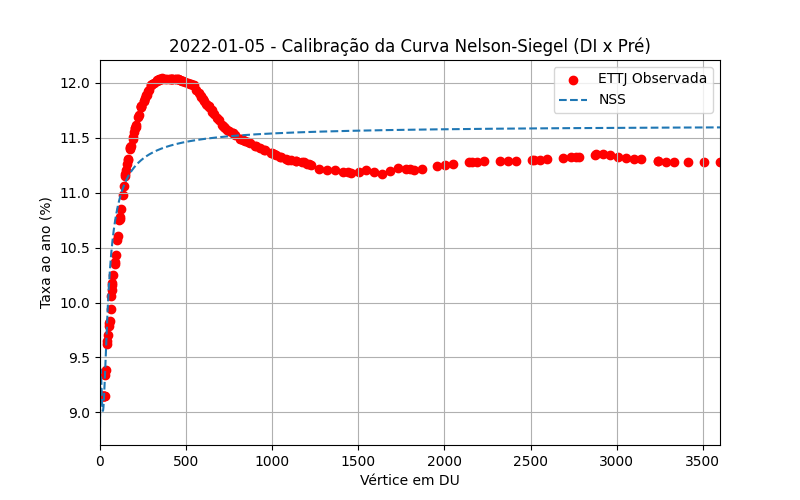 2022-01-05 - Calibração da Curva Nelson-Siegel (DI x Pré)
ETTJ Observada
NSS
Taxa ao ano (%)
12.0
11.5
11.0
10.5
10.0
9.5
9.0
0 500 1000 1500 2000 2500 3000 3500
Vértice em DU